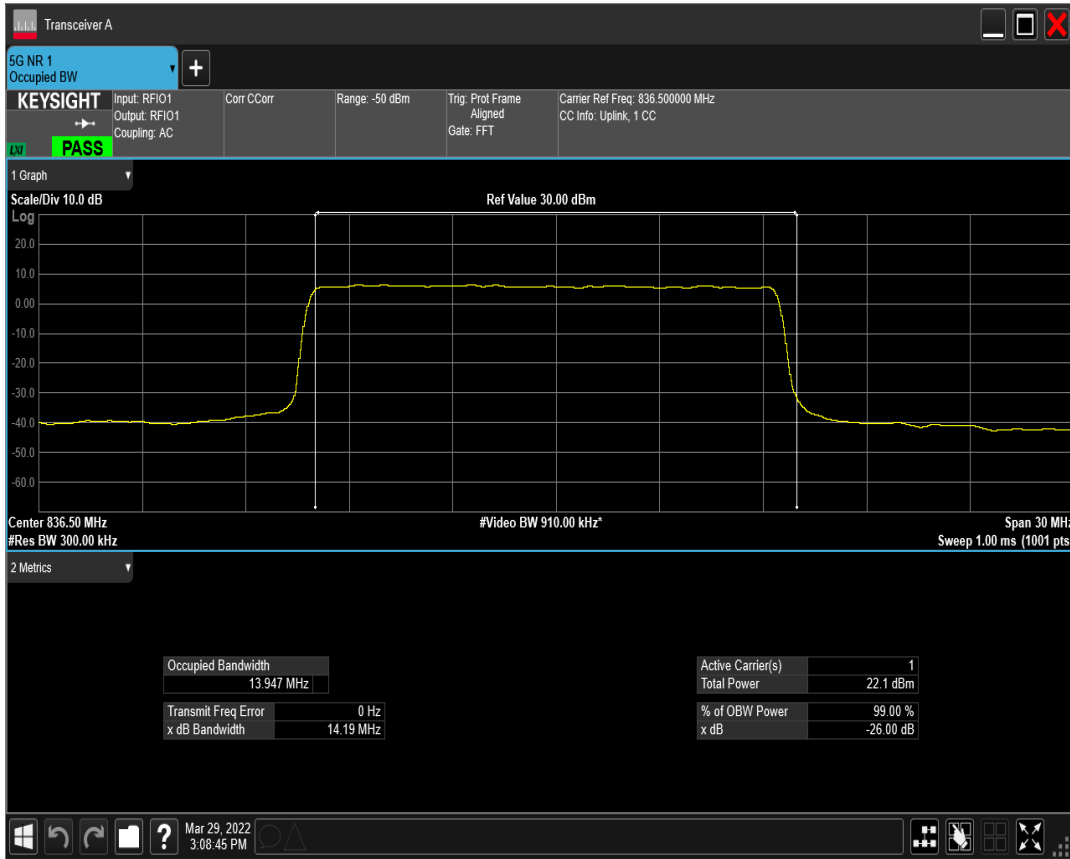 Transceiver A
5G NR 1
Occupied BW
KEYSIGHT
LXI
PASS
Input: RFIO1
Output: RFIO1
Coupling: AC
Corr CCorr
Range: -50 dBm
Trig: Prot Frame
Aligned
Gate: FFT
Carrier Ref Freq: 836.500000 MHz
CC Info: Uplink, 1 CC
1 Graph
Scale/Div 10.0 dB
Ref Value 30.00 dBm
Log
20.0
10.0
0.00
-10.0
-20.0
-30.0
-40.0
-50.0
-60.0
Center 836.50 MHz
#Video BW 910.00 kHz*
Span 30 MHz
#Res BW 300.00 kHz
Sweep 1.00 ms (1001 pts
2 Metrics
Occupied Bandwidth
13.947 MHz
Transmit Freq Error 0 Hz
x dB Bandwidth 14.19 MHz
Active Carrier(s) 1
Total Power 22.1 dBm
% of OBW Power 99.00 %
x dB -26.00 dB
Mar 29, 2022
3:08:45 PM